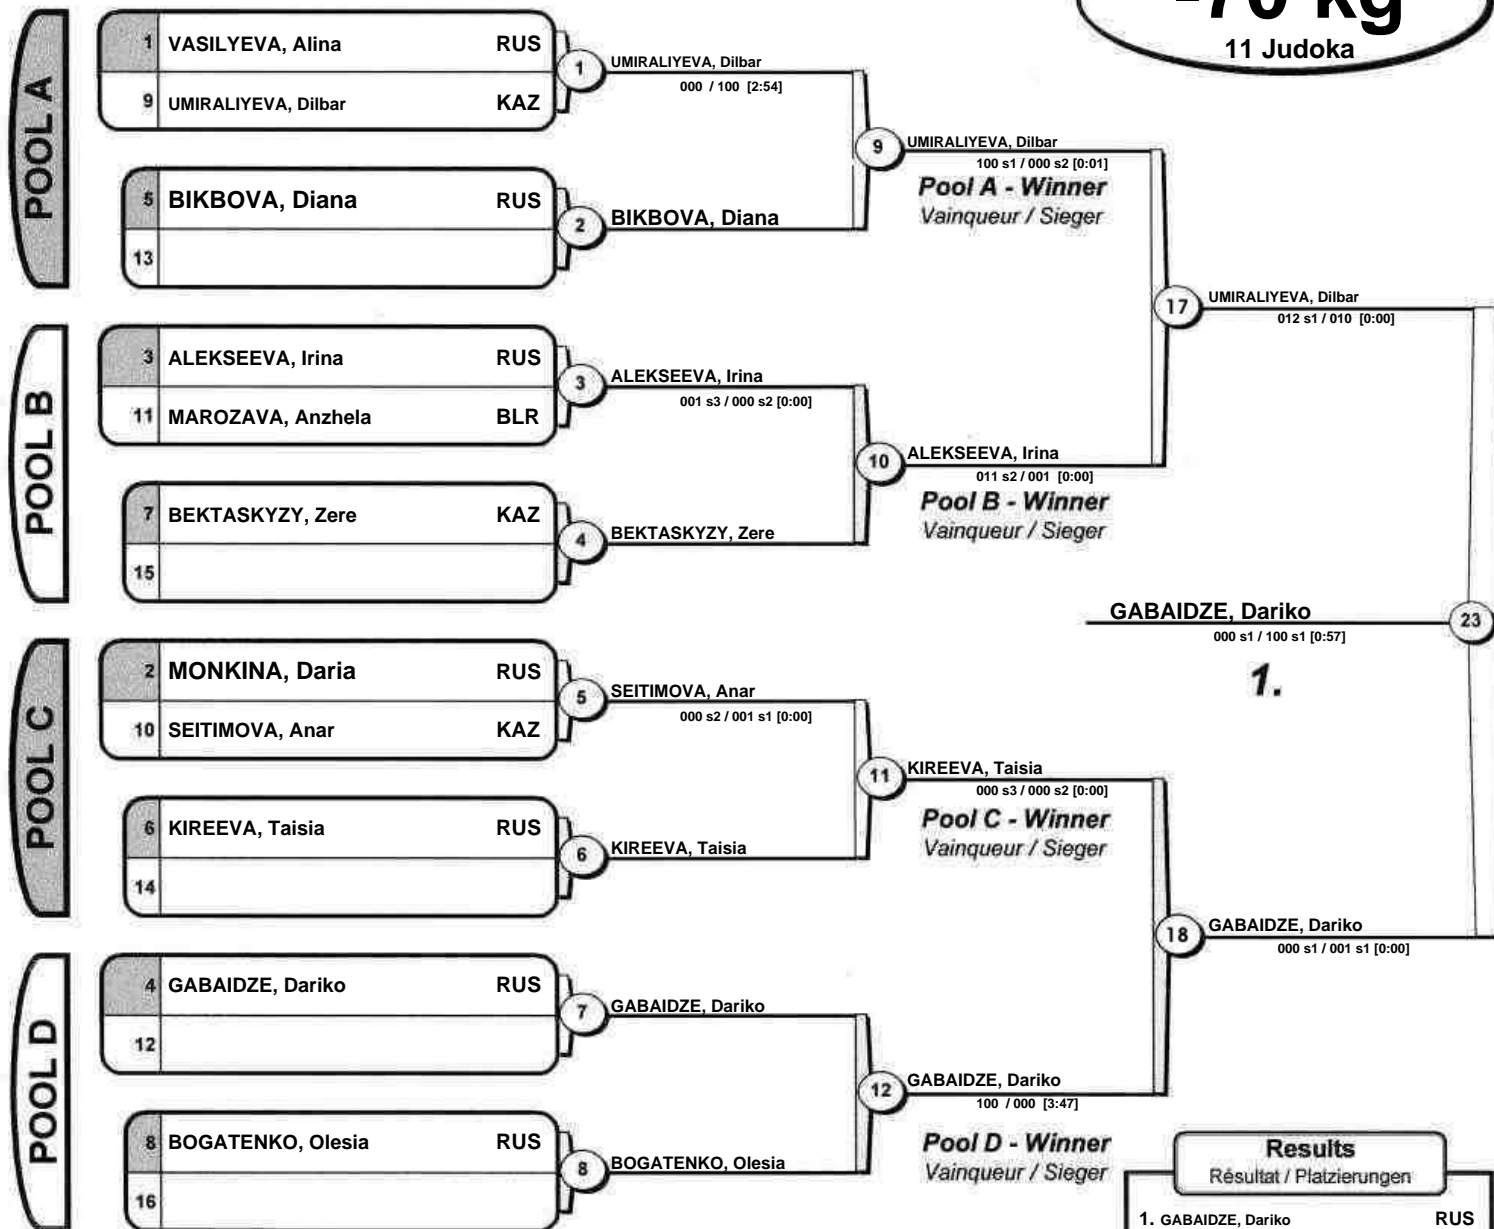 -70 kg
11 Judoka
POOL A
1 VASILYEVA, Alina RUS
9 UMIRALIYEVA, Dilbar KAZ
1
UMIRALIYEVA, Dilbar
000 / 100 [2:54]
5 BIKBOVA, Diana RUS
13
2
BIKBOVA, Diana
9
UMIRALIYEVA, Dilbar
100 s1 / 000 s2 [0:01]
Pool A - Winner
Vainqueur / Sieger
17
UMIRALIYEVA, Dilbar
012 s1 / 010 [0:00]
POOL B
3 ALEKSEEVA, Irina RUS
11 MAROZAVA, Anzhela BLR
3
ALEKSEEVA, Irina
001 s3 / 000 s2 [0:00]
7 BEKTASKYZY, Zere KAZ
15
4
BEKTASKYZY, Zere
10
ALEKSEEVA, Irina
011 s2 / 001 [0:00]
Pool B - Winner
Vainqueur / Sieger
GABAIDZE, Dariko
000 s1 / 100 s1 [0:57]
23
1.
POOL C
2 MONKINA, Daria RUS
10 SEITIMOVA, Anar KAZ
5
SEITIMOVA, Anar
000 s2 / 001 s1 [0:00]
6 KIREEVA, Taisia RUS
14
6
KIREEVA, Taisia
11
KIREEVA, Taisia
000 s3 / 000 s2 [0:00]
Pool C - Winner
Vainqueur / Sieger
18
GABAIDZE, Dariko
000 s1 / 001 s1 [0:00]
POOL D
4 GABAIDZE, Dariko RUS
12
7
GABAIDZE, Dariko
8 BOGATENKO, Olesia RUS
16
8
BOGATENKO, Olesia
12
GABAIDZE, Dariko
100 / 000 [3:47]
Pool D - Winner
Vainqueur / Sieger
Results
Résultat / Platzierungen
1. GABAIDZE, Dariko RUS